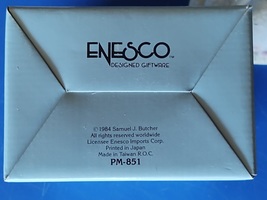 ENESCO™
DESIGNED GIFTWARE
© 1984 Samuel J. Butcher
All rights reserved worldwide
Licensee Enesco Imports Corp.
Printed in Japan
Made in Taiwan R.O.C.
PM-851